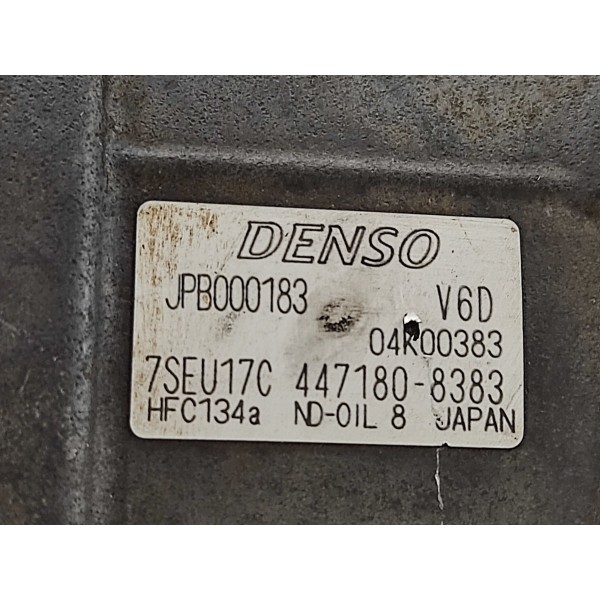 DENSO
JPB000183 V6D
04K00383
7SEU17C 447180-8383
HFC134a ND-OIL 8 JAPAN